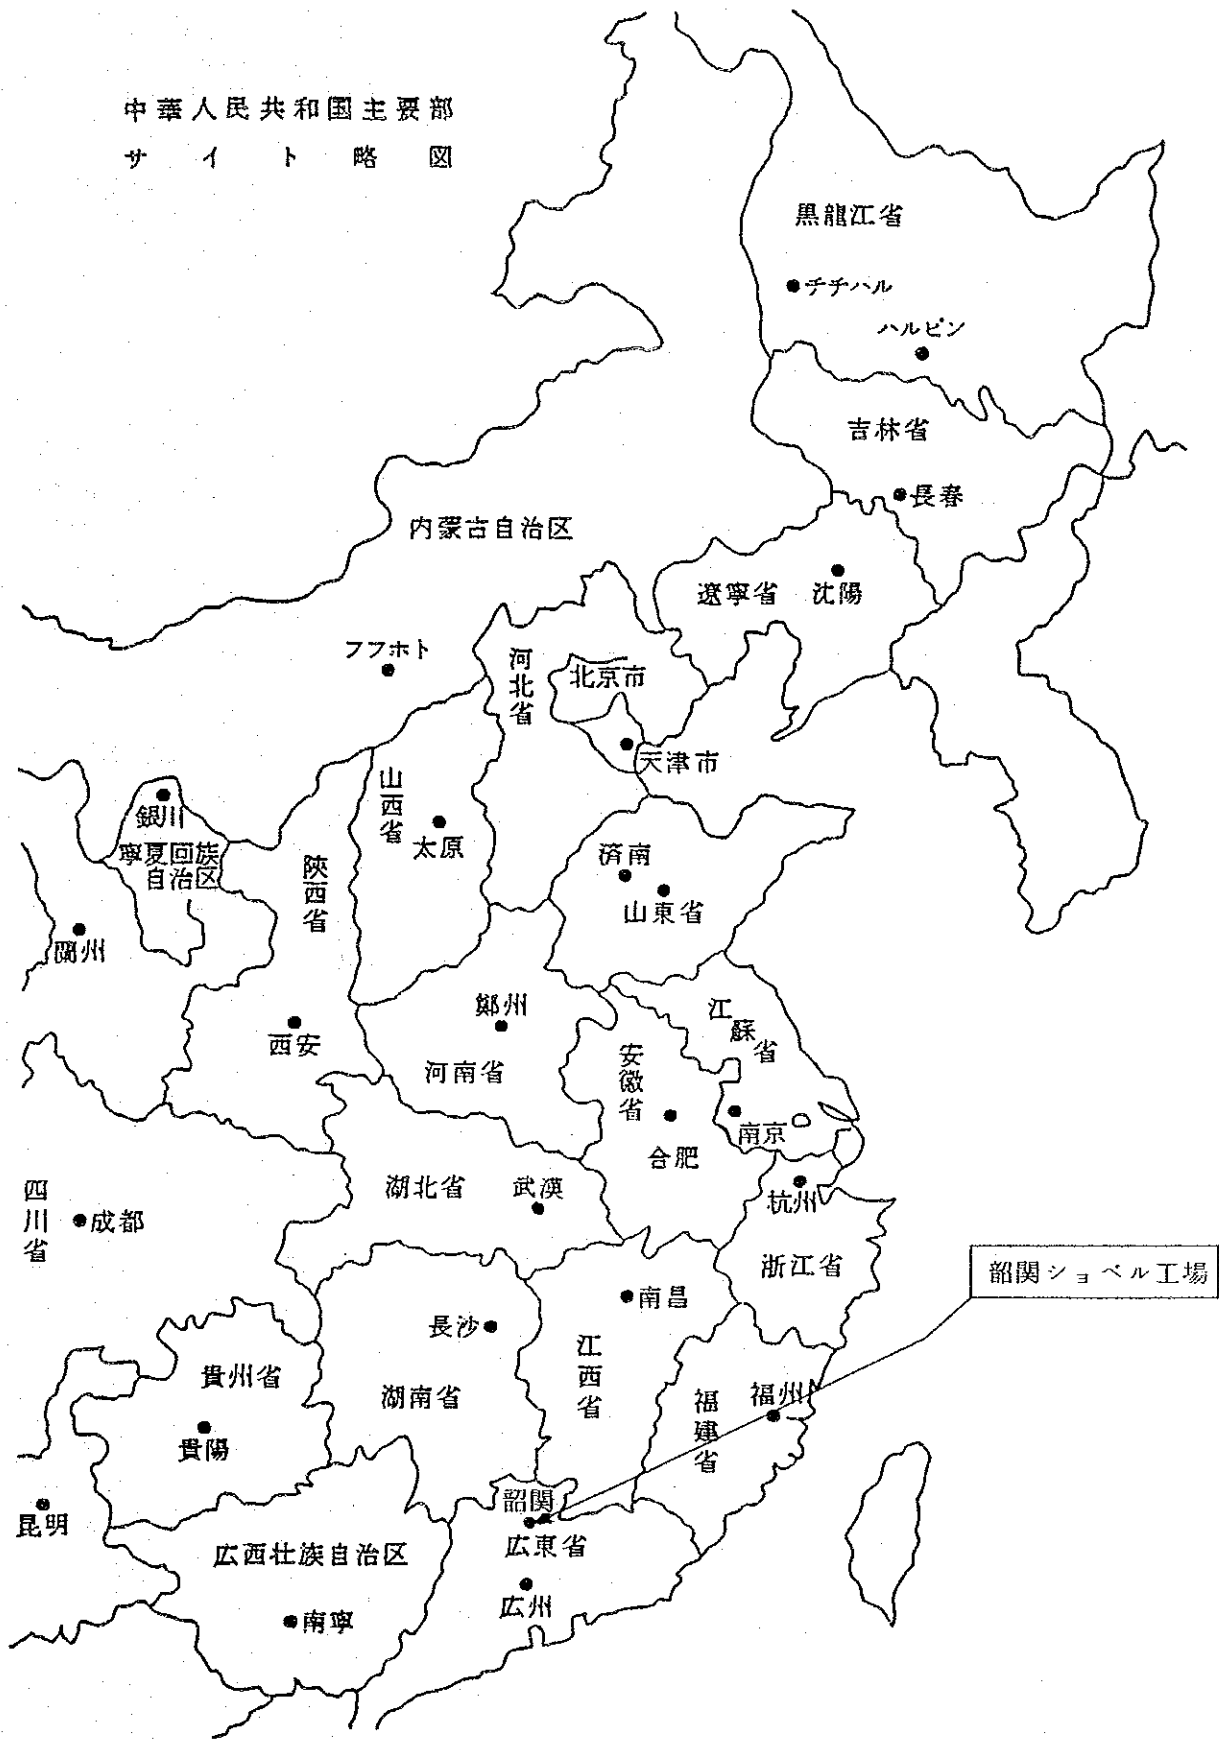 中華人民共和国主要部
サイト略図
黒龍江省
チチハル
ハルピン
吉林省
長春
内蒙古自治区
遼寧省
沈陽
フフホト
河北省
北京市
天津市
山西省
太原
銀川
寧夏回族
自治区
陝西省
済南
山東省
蘭州
西安
鄭州
河南省
江蘇省
安徽省
合肥
南京
湖北省
武漢
杭州
浙江省
四川省
成都
韶関ショベル工場
南昌
長沙
江西省
湖南省
貴州省
貴陽
福建省
福州
昆明
韶関
広東省
広西壮族自治区
広州
南寧